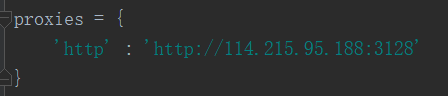 proxies = {
    'http' : 'http://114.215.95.188:3128'
}